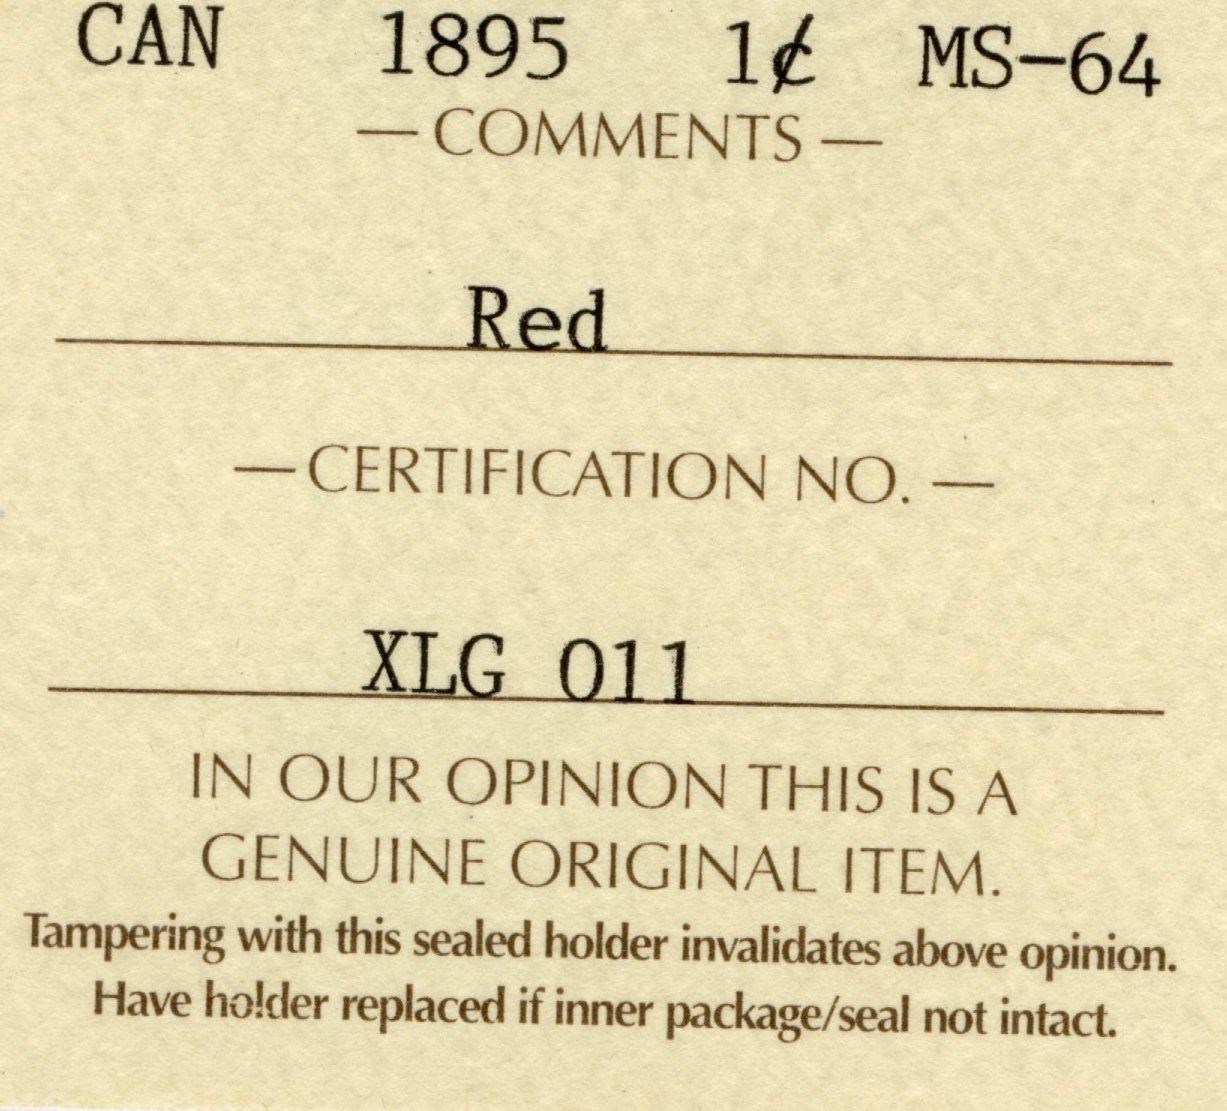 CAN 1895 1¢ MS-64
— COMMENTS —
Red
— CERTIFICATION NO. —
XLG 011
IN OUR OPINION THIS IS A
GENUINE ORIGINAL ITEM.
Tampering with this sealed holder invalidates above opinion.
Have holder replaced if inner package/seal not intact.